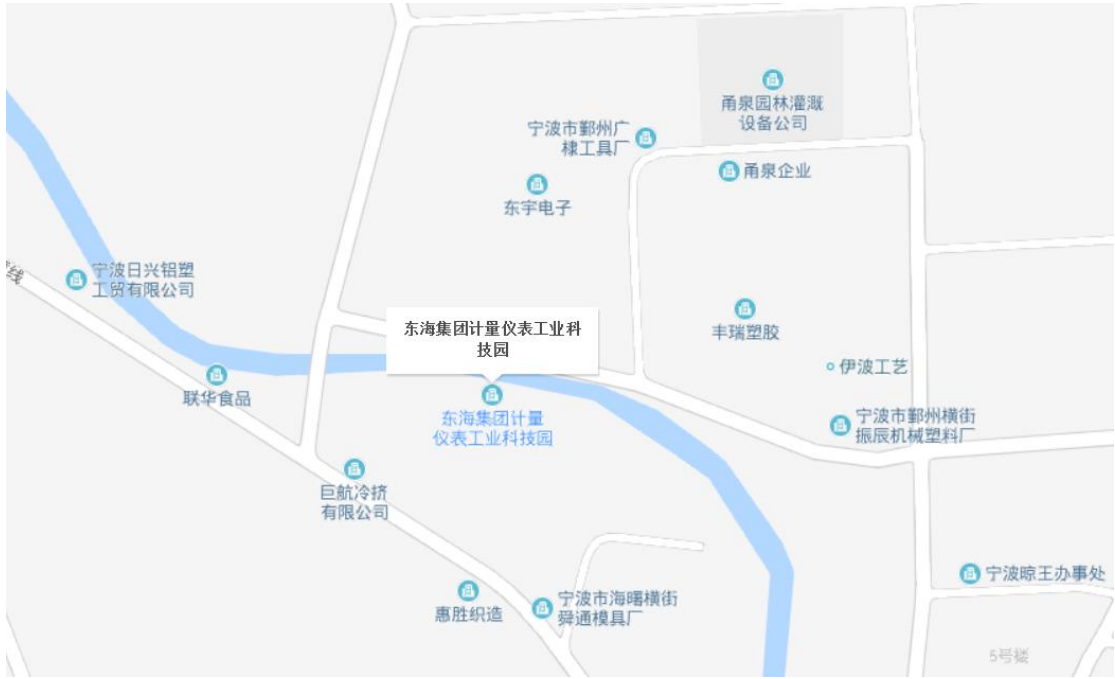 甬泉园林灌溉
设备公司
宁波市鄞州广
棣工具厂
甬泉企业
东宇电子
线
宁波日兴铝塑
工贸有限公司
丰瑞塑胶
东海集团计量仪表工业科
技园
伊波工艺
联华食品
东海集团计量
仪表工业科技园
宁波市鄞州横街
振辰机械塑料厂
巨航冷挤
有限公司
宁波晾王办事处
惠胜织造
宁波市海曙横街
舜通模具厂
5号楼